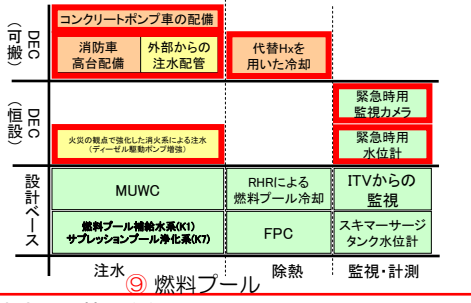 DEC
(可搬)
コンクリートポンプ車の配備
消防車
高台配備
外部からの
注水配管
代替Hxを
用いた冷却
DEC
(恒設)
緊急時用
監視カメラ
火災の観点で強化した消火系による注水
(ディーゼル駆動ポンプ増強)
緊急時用
水位計
設計ベース
MUWC
RHRによる
燃料プール冷却
ITVからの
監視
燃料プール補給水系(K1)
サプレッションプール浄化系(K7)
FPC
スキマーサージ
タンク水位計
注水
除熱
監視・計測
⑨ 燃料プール